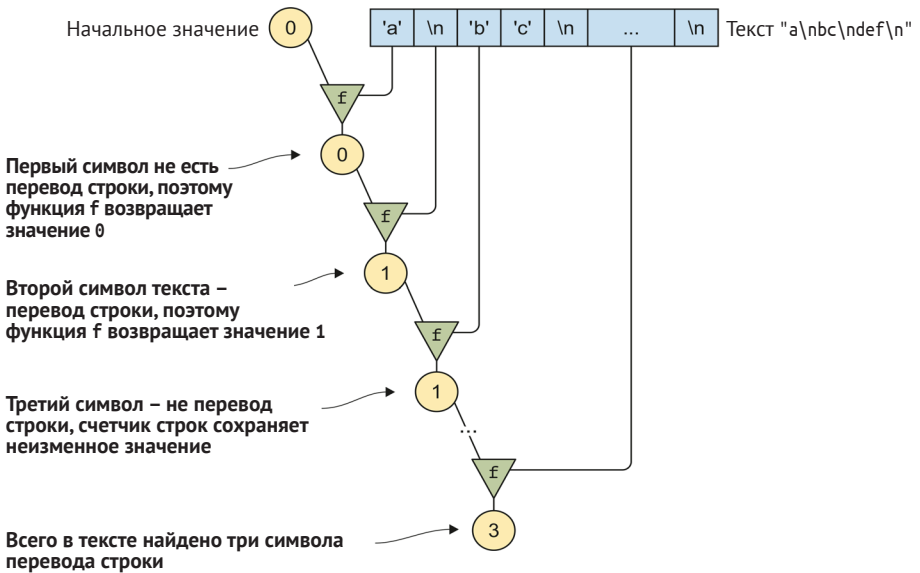 Начальное значение 0 'a' \n 'b' 'c' \n ... \n Текст "a\nbc\ndef\n"
f
0
Первый символ не есть
перевод строки, поэтому
функция f возвращает
значение 0
f
1
Второй символ текста –
перевод строки, поэтому
функция f возвращает значение 1
f
1
Третий символ – не перевод
строки, счетчик строк сохраняет
неизменное значение
...
f
3
Всего в тексте найдено три символа
перевода строки